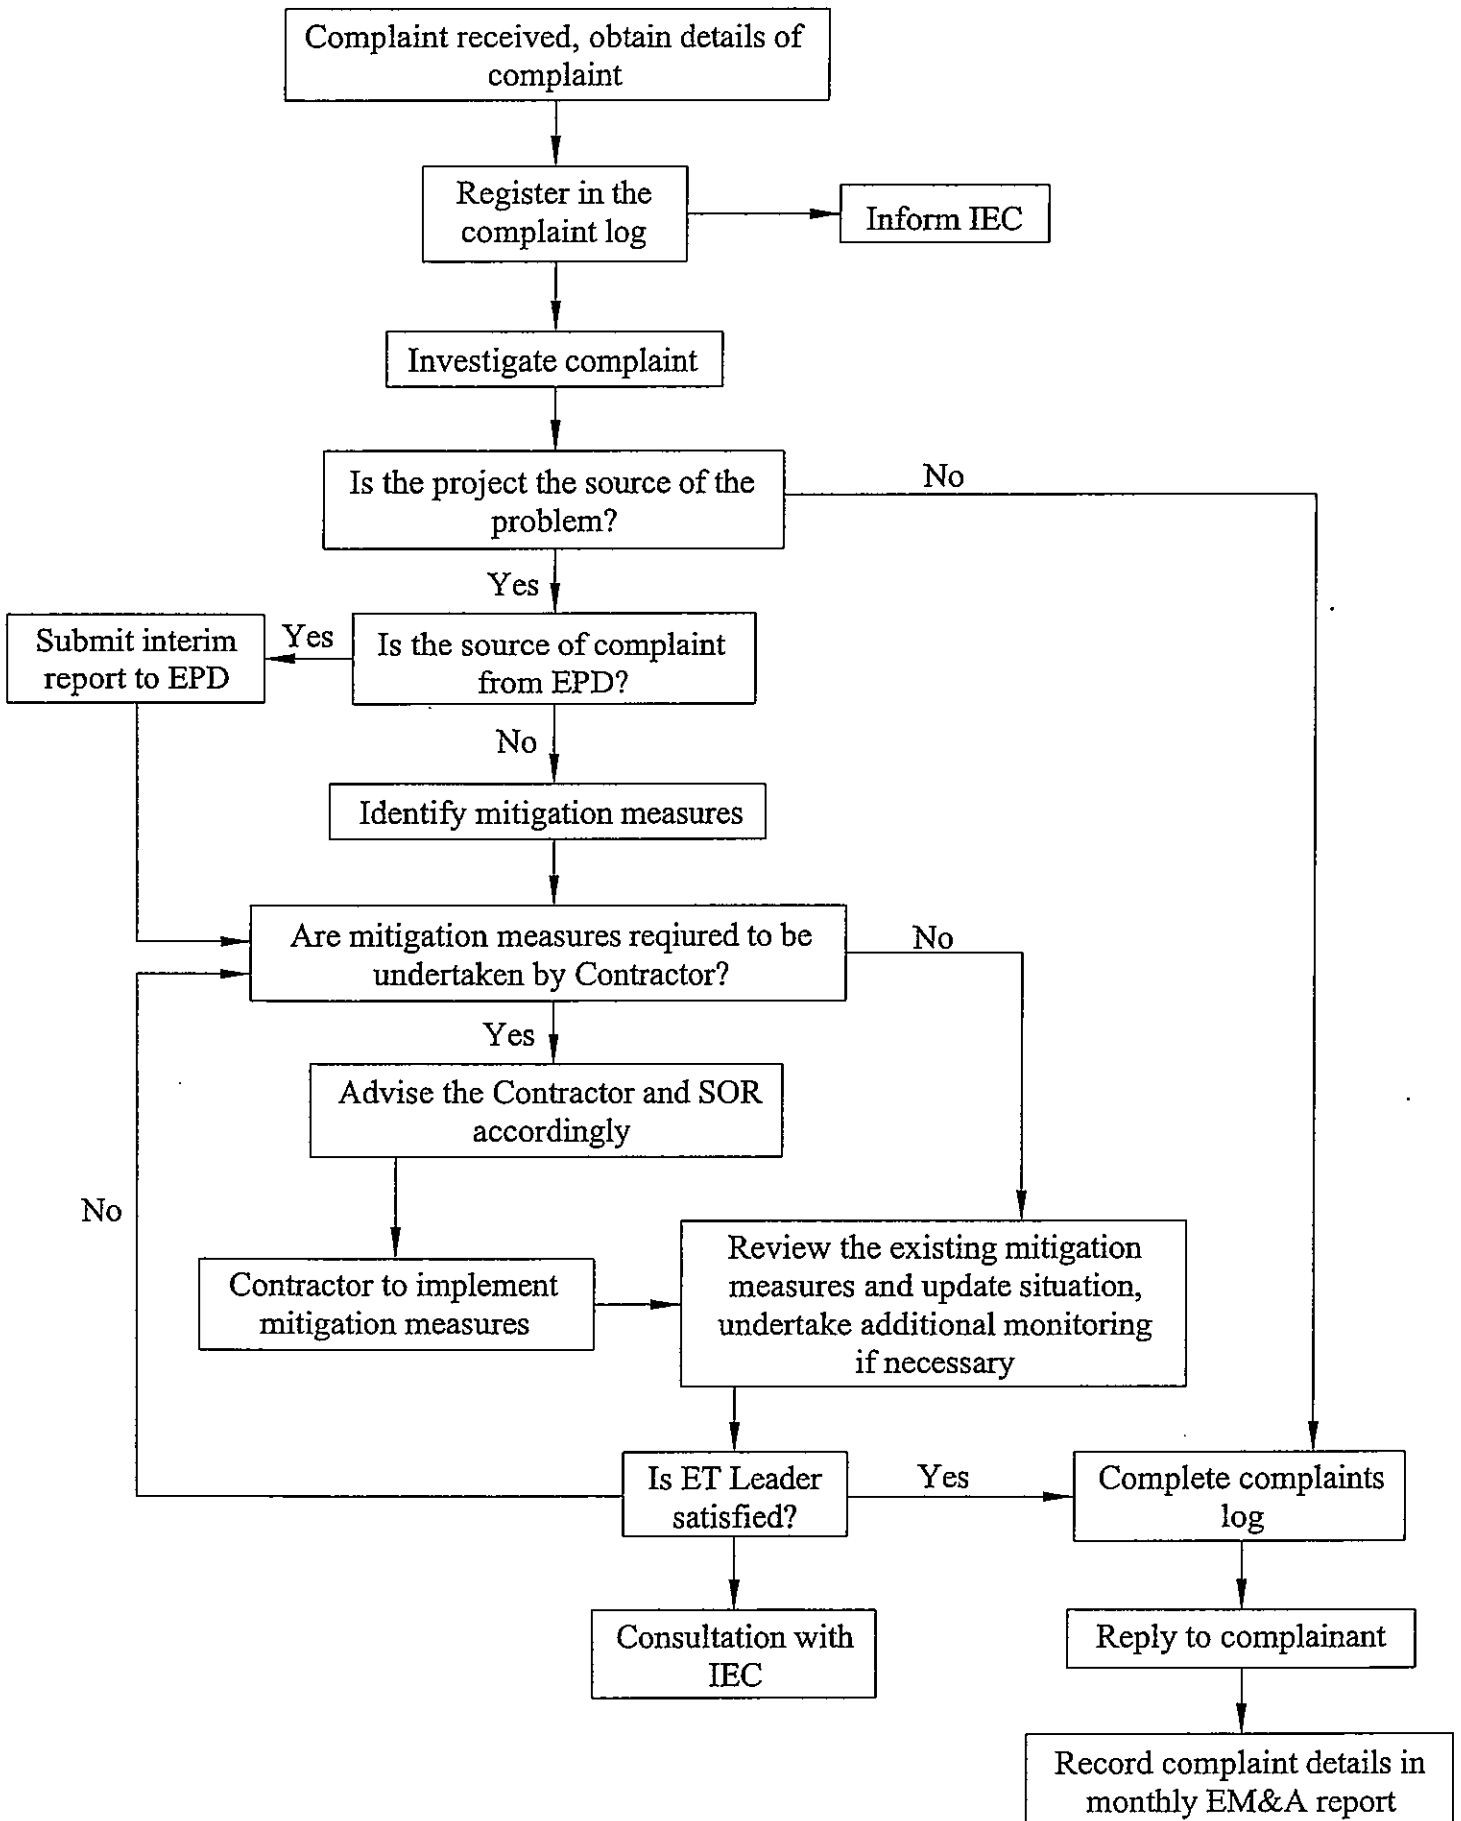 Complaint received, obtain details of
complaint
Register in the
complaint log
Inform IEC
Investigate complaint
Is the project the source of the
problem?
No
Yes
Submit interim
report to EPD
Yes
Is the source of complaint
from EPD?
No
Identify mitigation measures
Are mitigation measures reqiured to be
undertaken by Contractor?
No
Yes
Advise the Contractor and SOR
accordingly
No
Contractor to implement
mitigation measures
Review the existing mitigation
measures and update situation,
undertake additional monitoring
if necessary
Is ET Leader
satisfied?
Yes
Complete complaints
log
Consultation with
IEC
Reply to complainant
Record complaint details in
monthly EM&A report